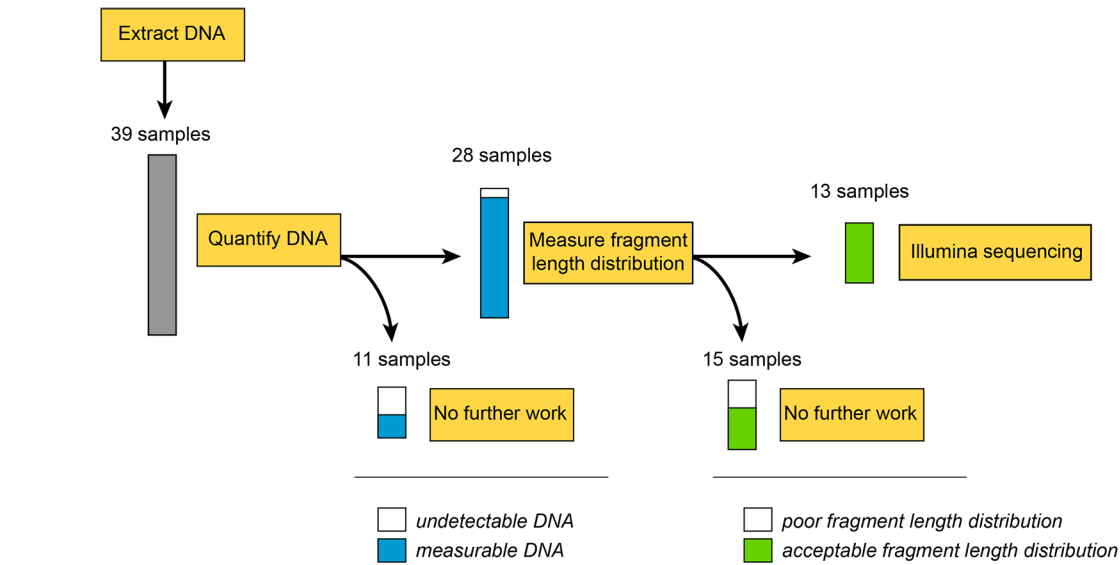 Extract DNA
39 samples
28 samples
13 samples
Quantify DNA
Measure fragment
length distribution
Illumina sequencing
11 samples
No further work
15 samples
No further work
undetectable DNA
measurable DNA
poor fragment length distribution
acceptable fragment length distribution